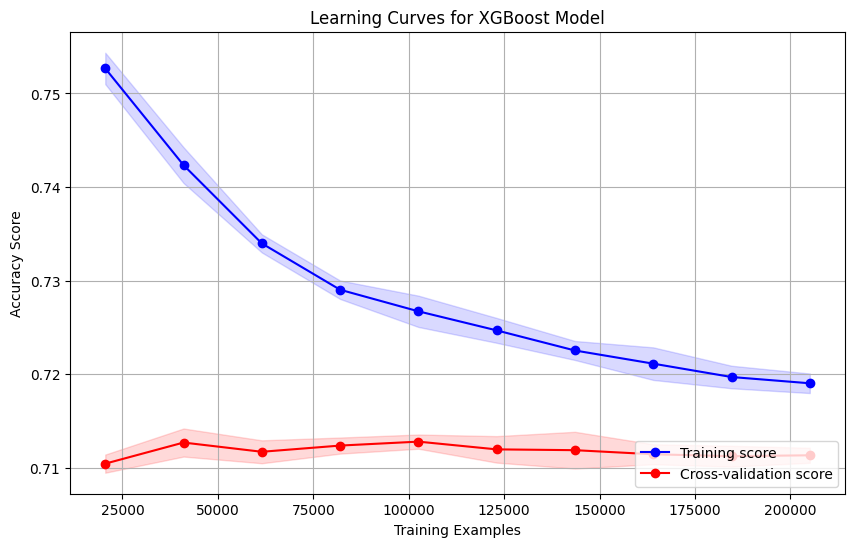 Learning Curves for XGBoost Model
Accuracy Score
0.75
0.74
0.73
0.72
0.71
Training score
Cross-validation score
25000 50000 75000 100000 125000 150000 175000 200000
Training Examples